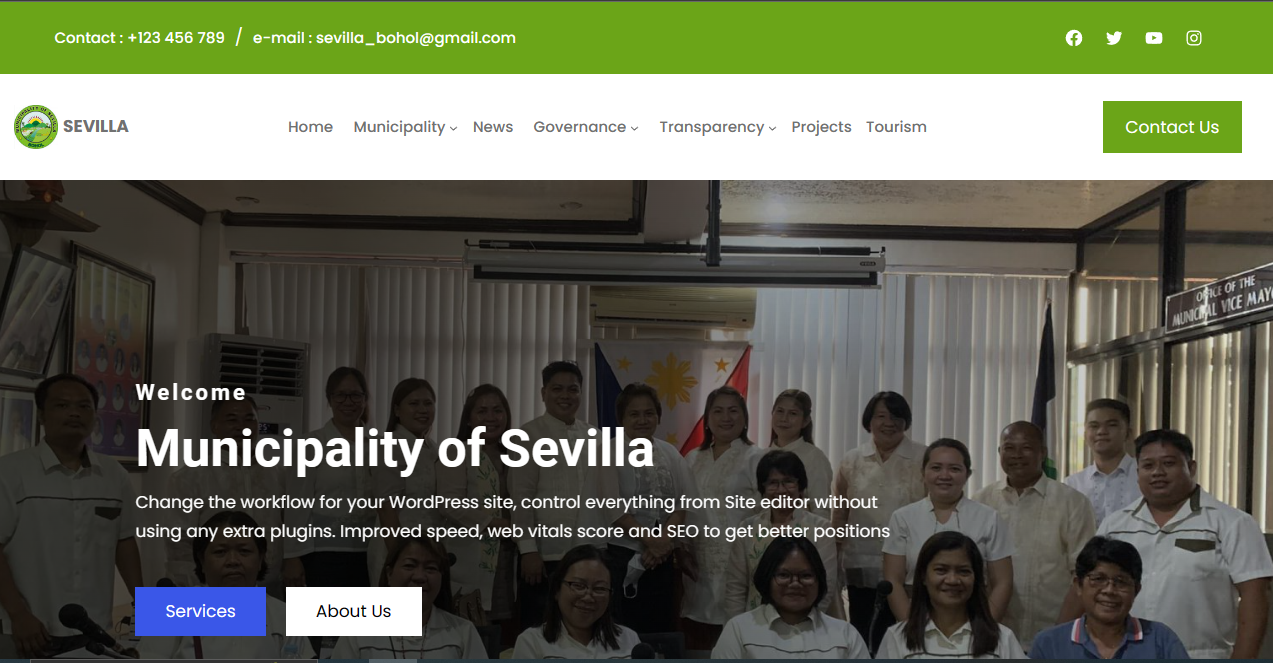 Contact : +123 456 789 / e-mail : sevilla_bohol@gmail.com
SEVILLA
Home Municipality News Governance Transparency Projects Tourism
Contact Us
OFFICE OF THE
MUNICIPAL VICE MAYO
Welcome
Municipality of Sevilla
Change the workflow for your WordPress site, control everything from Site editor without
using any extra plugins. Improved speed, web vitals score and SEO to get better positions
Services About Us